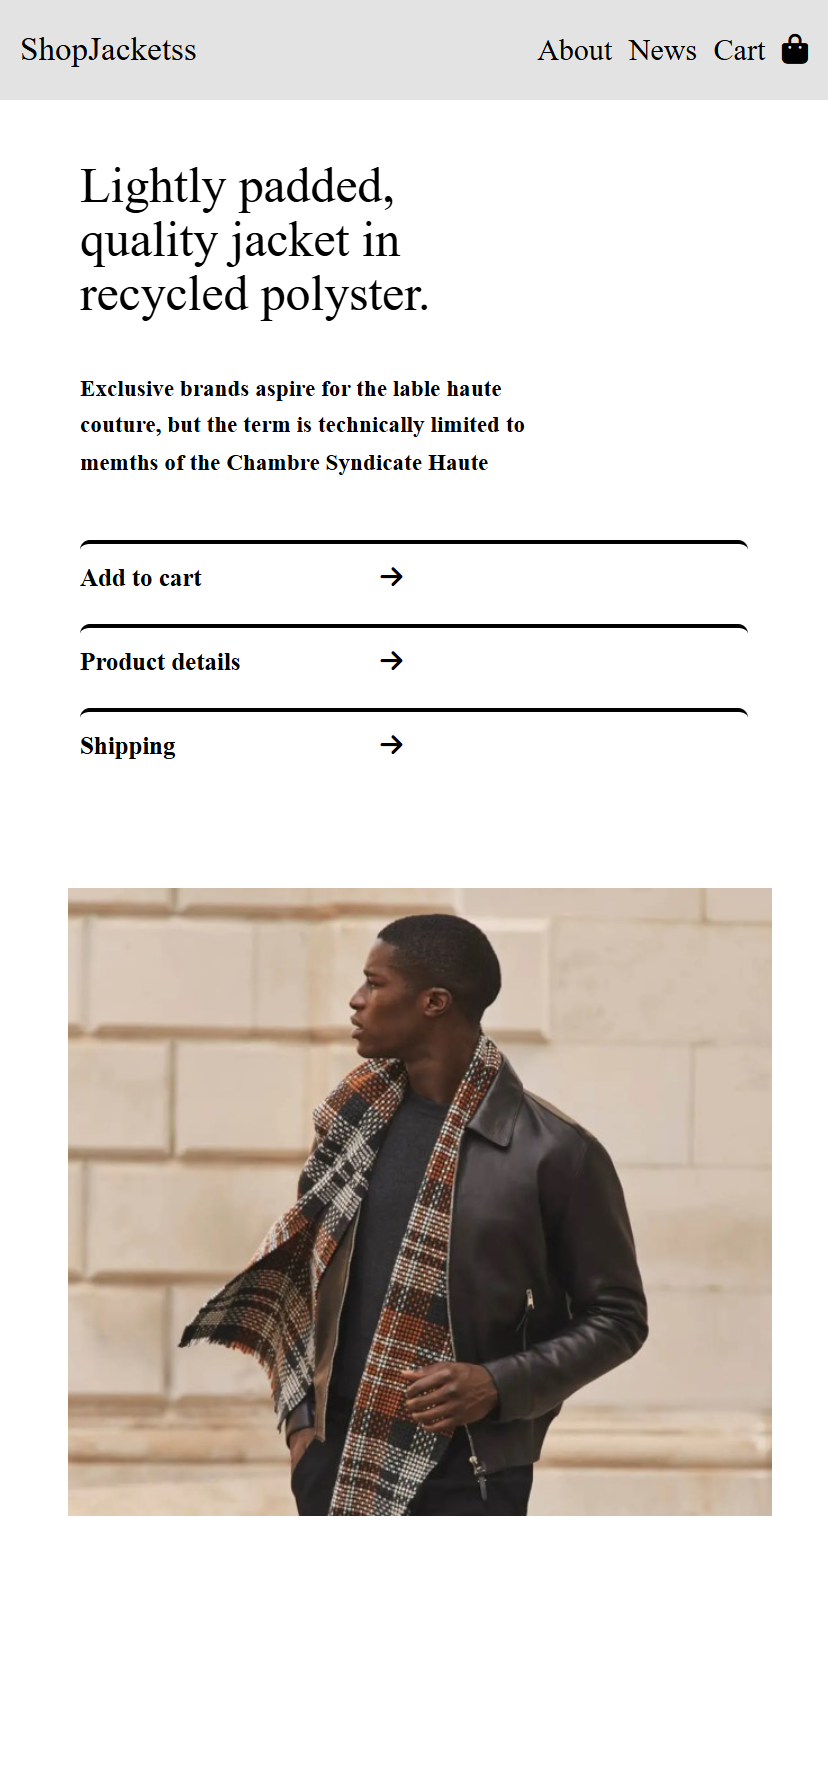 ShopJacketss
About News Cart
Lightly padded,
quality jacket in
recycled polyster.
Exclusive brands aspire for the lable haute
couture, but the term is technically limited to
memths of the Chambre Syndicate Haute
Add to cart
Product details
Shipping